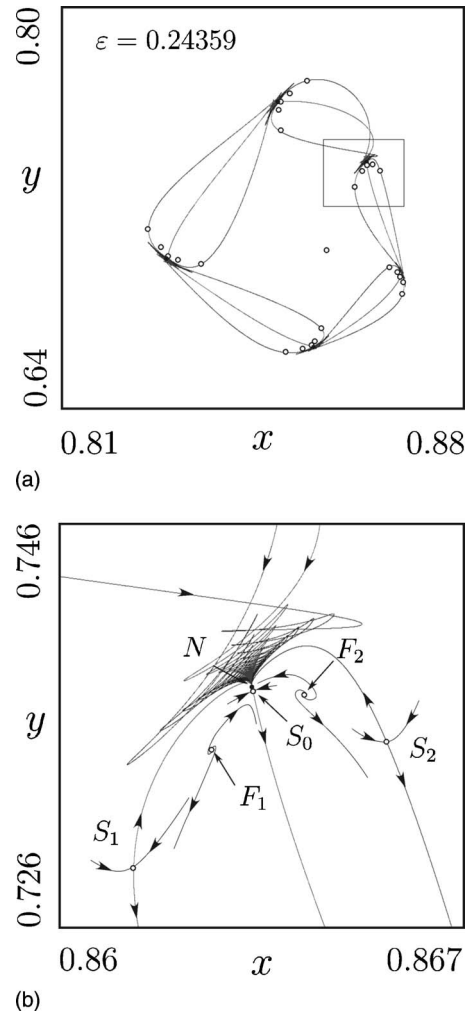 ε = 0.24359
0.80
y
0.64
0.81
x
0.88
(a)
0.746
N
F₂
y
S₀
S₂
F₁
S₁
0.726
0.86
x
0.867
(b)